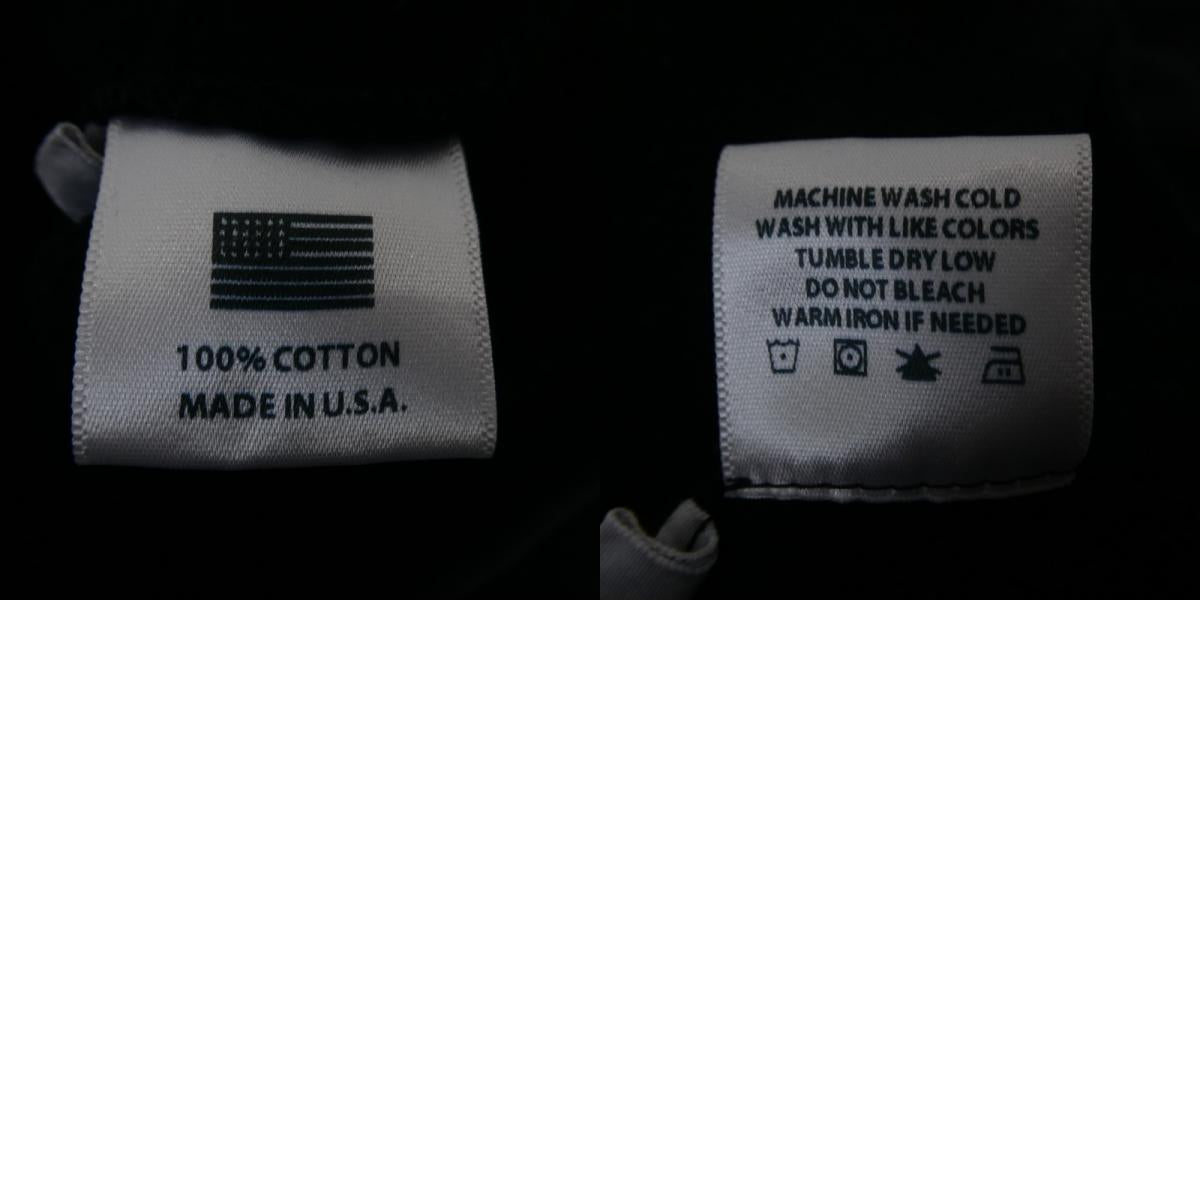 100% COTTON
MADE IN U.S.A.
MACHINE WASH COLD
WASH WITH LIKE COLORS
TUMBLE DRY LOW
DO NOT BLEACH
WARM IRON IF NEEDED